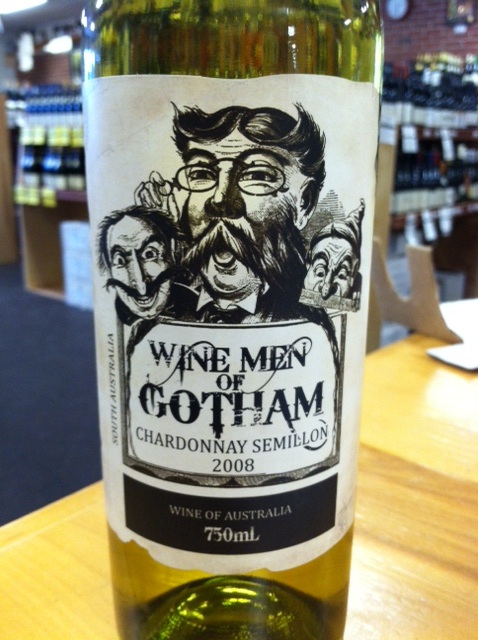 WINE MEN
OF
GOTHAM
CHARDONNAY SEMILLON
2008
SOUTH AUSTRALIA
WINE OF AUSTRALIA
750mL